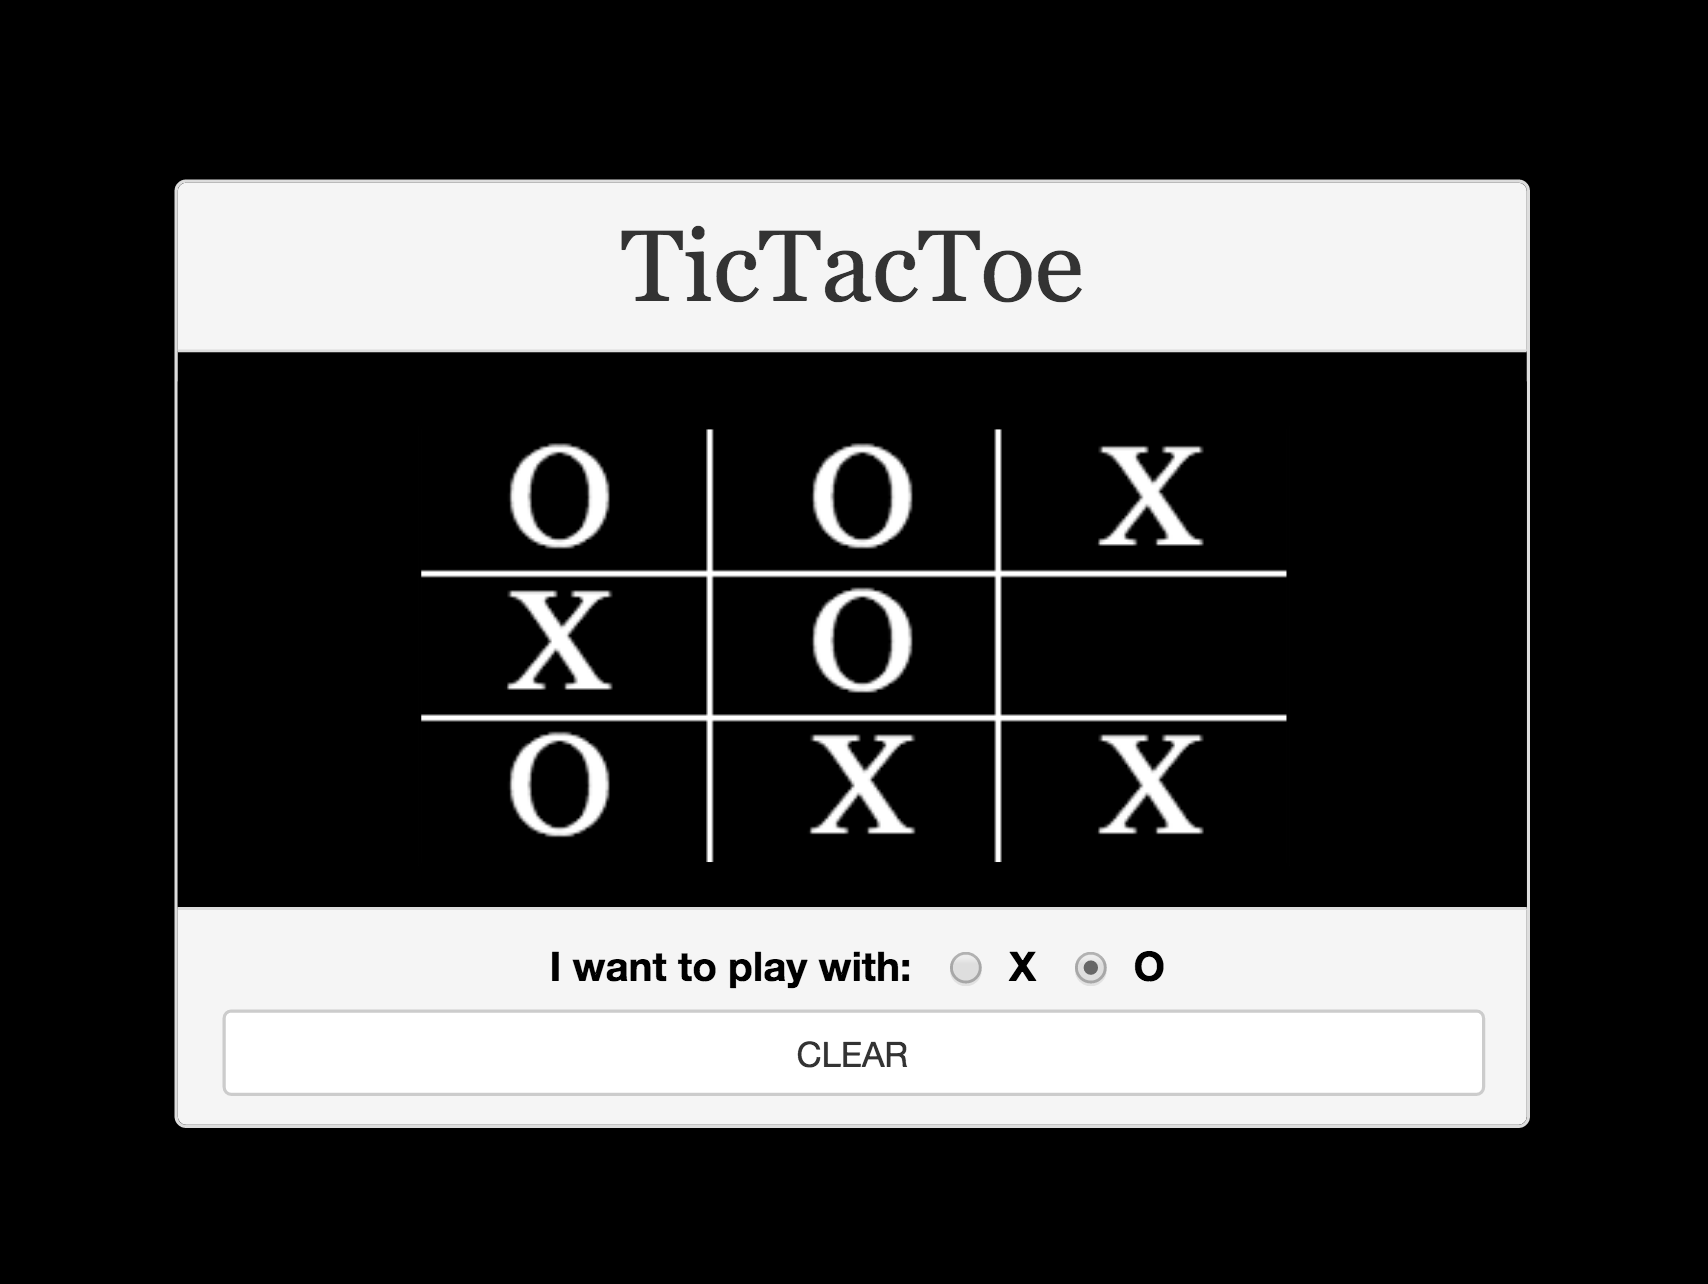 TicTacToe
O O X
X O
O X X
I want to play with: X O
CLEAR